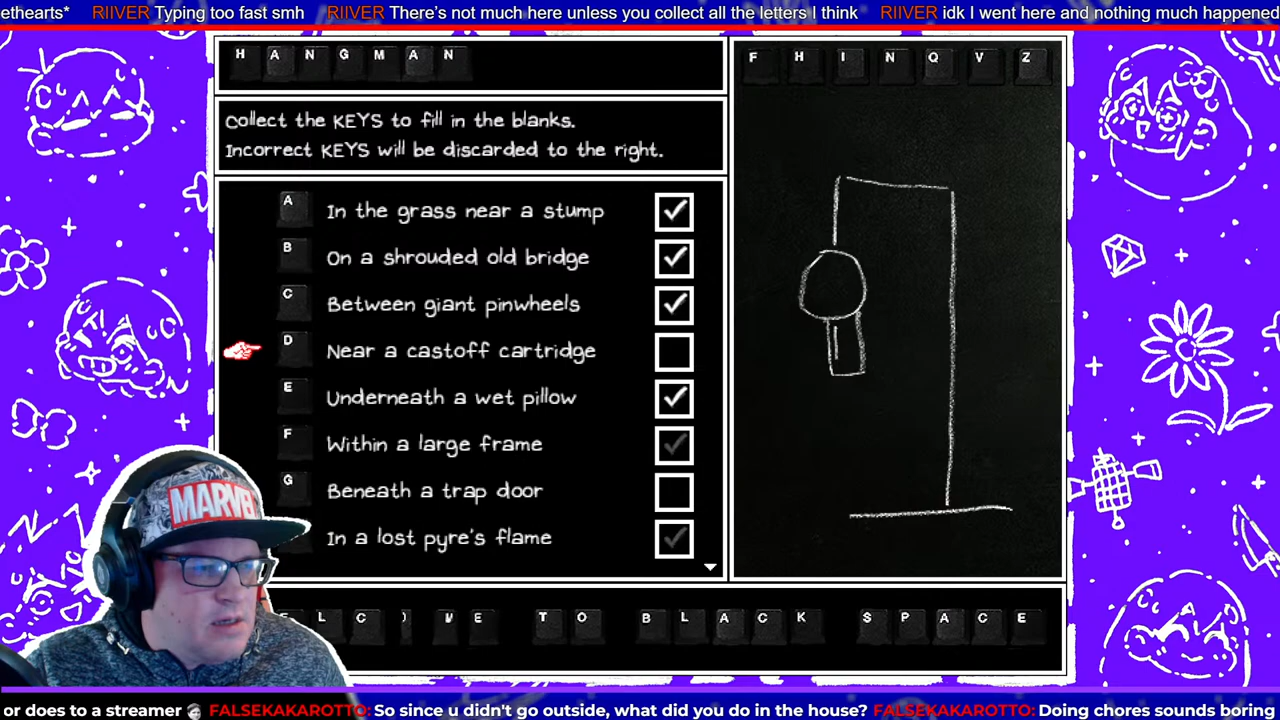 ethearts* RIIVER Typing too fast smh RIIVER There's not much here unless you collect all the letters I think RIIVER idk I went here and nothing much happened
H A N G M A N
F H I N Q V Z
Collect the KEYS to fill in the blanks.
Incorrect KEYS will be discarded to the right.
A In the grass near a stump
B On a shrouded old bridge
C Between giant pinwheels
D Near a castoff cartridge
E Underneath a wet pillow
F Within a large frame
G Beneath a trap door
In a lost pyre's flame
MARVEL
L C O M E T O B L A C K S P A C E
or does to a streamer FALSEKAKAROTTO: So since u didn't go outside, what did you do in the house? FALSEKAKAROTTO: Doing chores sounds boring